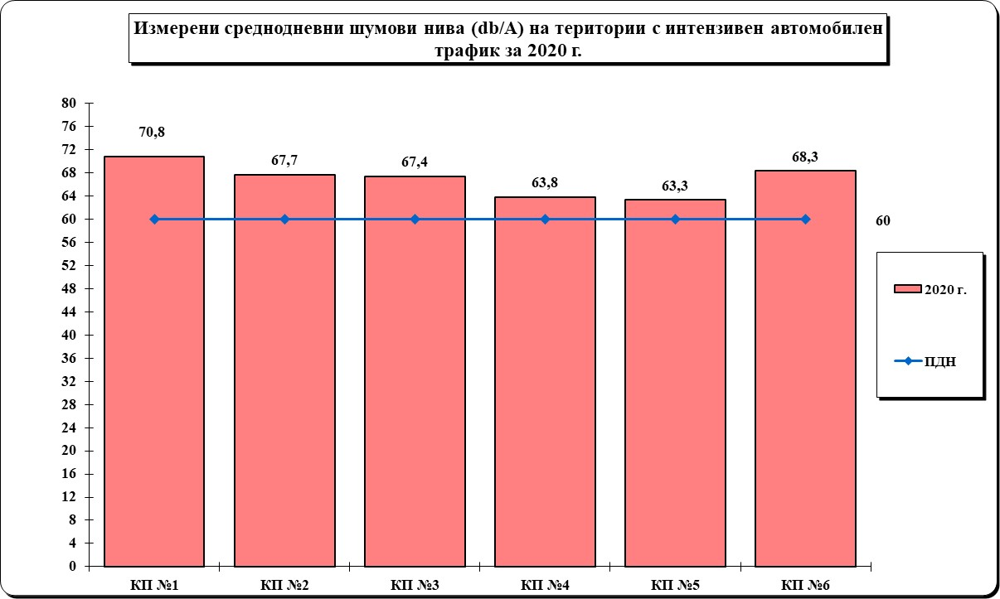 Измерени среднодневни шумови нива (db/A) на територии с интензивен автомобилен
трафик за 2020 г.
80
76
72
68
64
60
56
52
48
44
40
36
32
28
24
20
16
12
8
4
0
70,8
67,7
67,4
63,8
63,3
68,3
60
КП №1
КП №2
КП №3
КП №4
КП №5
КП №6
2020 г.
ПДН